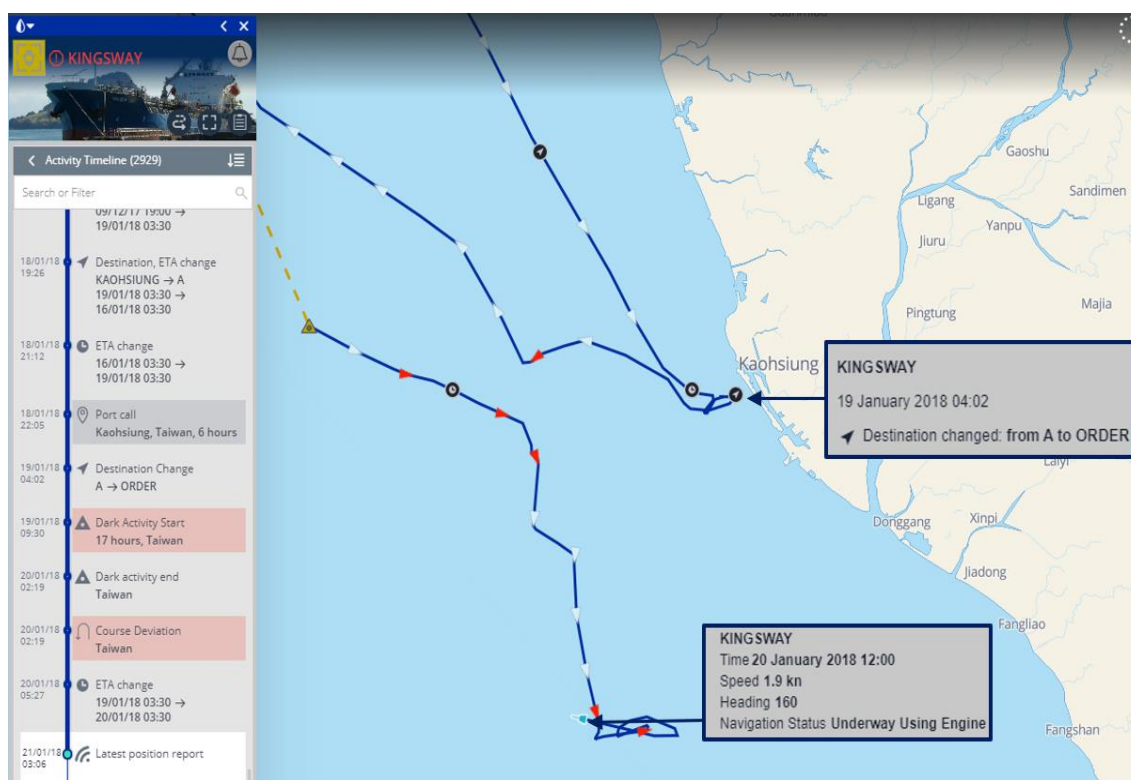 KINGSWAY
Activity Timeline (2929)
Search or Filter
09/12/17 19:00 →
19/01/18 03:30
18/01/18
19:26
Destination, ETA change
KAOHSIUNG → A
19/01/18 03:30 →
16/01/18 03:30
18/01/18
21:12
ETA change
16/01/18 03:30 →
19/01/18 03:30
18/01/18
22:05
Port call
Kaohsiung, Taiwan, 6 hours
19/01/18
04:02
Destination Change
A → ORDER
19/01/18
09:30
Dark Activity Start
17 hours, Taiwan
20/01/18
02:19
Dark activity end
Taiwan
20/01/18
02:19
Course Deviation
Taiwan
20/01/18
05:27
ETA change
19/01/18 03:30 →
20/01/18 03:30
21/01/18
03:06
Latest position report
Gaoshu
Sandimen
Ligang
Yanpu
Jiuru
Majia
Pingtung
Kaohsiung
KINGSWAY
19 January 2018 04:02
Destination changed: from A to ORDER
Laiyi
Donggang
Xinpi
Jiadong
Fangliao
KINGSWAY
Time 20 January 2018 12:00
Speed 1.9 kn
Heading 160
Navigation Status Underway Using Engine
Fangshan